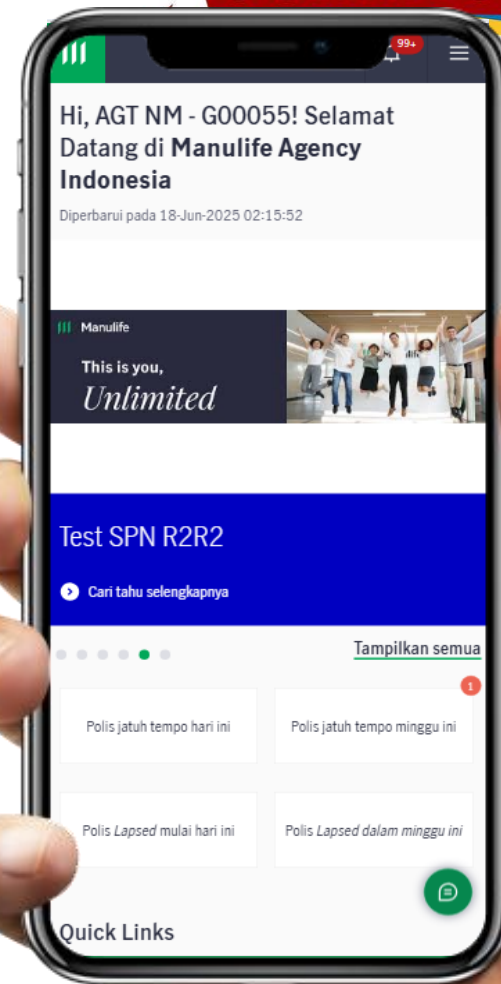 99+
Hi, AGT NM - G00055! Selamat
Datang di Manulife Agency
Indonesia
Diperbarui pada 18-Jun-2025 02:15:52
Manulife
This is you,
Unlimited
Test SPN R2R2
Cari tahu selengkapnya
Tampilkan semua
1
Polis jatuh tempo hari ini
Polis jatuh tempo minggu ini
Polis Lapsed mulai hari ini
Polis Lapsed dalam minggu ini
Quick Links